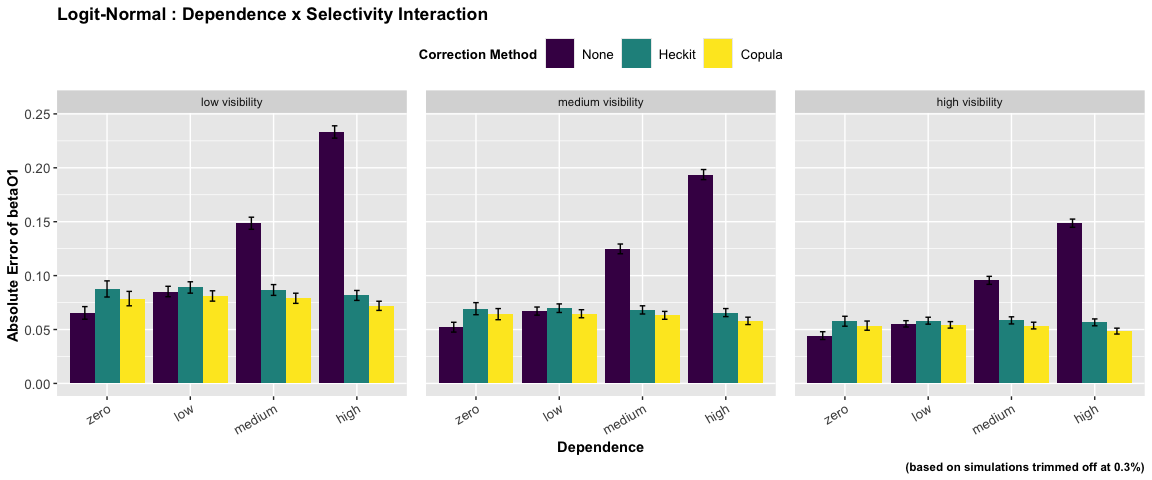 Logit-Normal : Dependence x Selectivity Interaction
Correction Method None Heckit Copula
low visibility medium visibility high visibility
Absolute Error of betaO1
0.25
0.20
0.15
0.10
0.05
0.00
zero low medium high zero low medium high zero low medium high
Dependence
(based on simulations trimmed off at 0.3%)